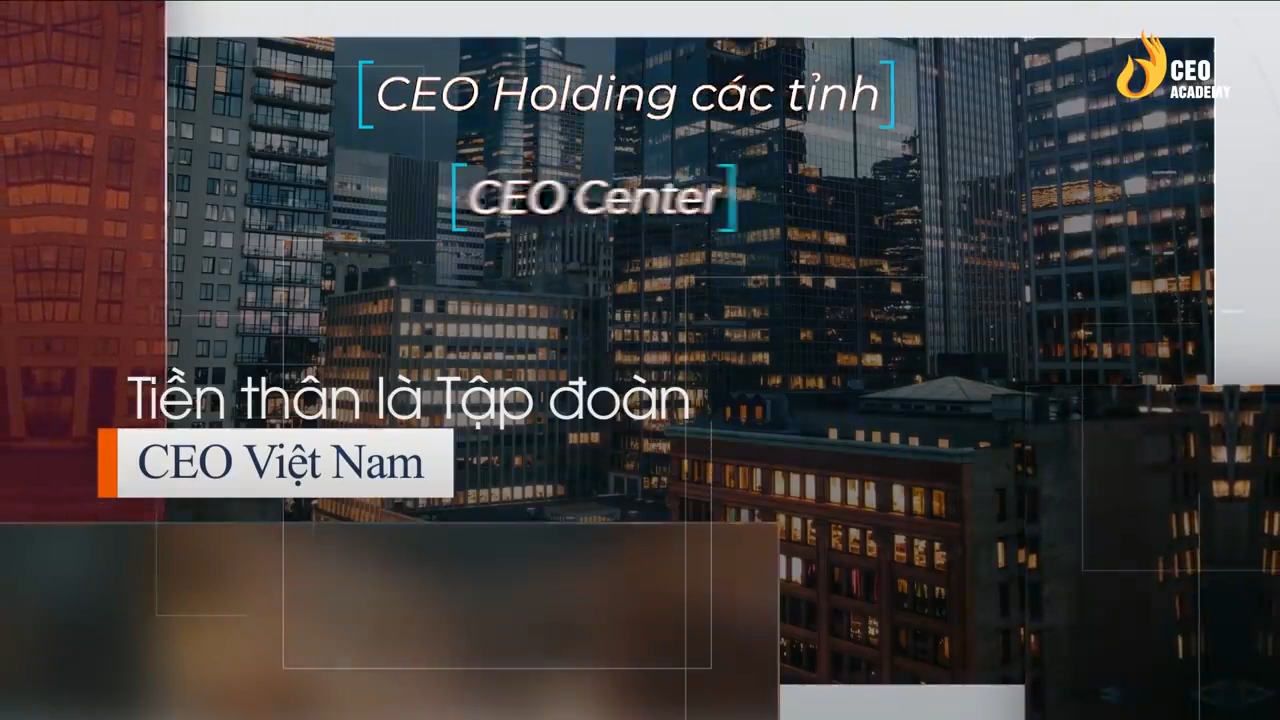 CEO Holding các tỉnh
CEO
ACADEMY
CEO Center
Tiền thân là Tập đoàn
CEO Việt Nam